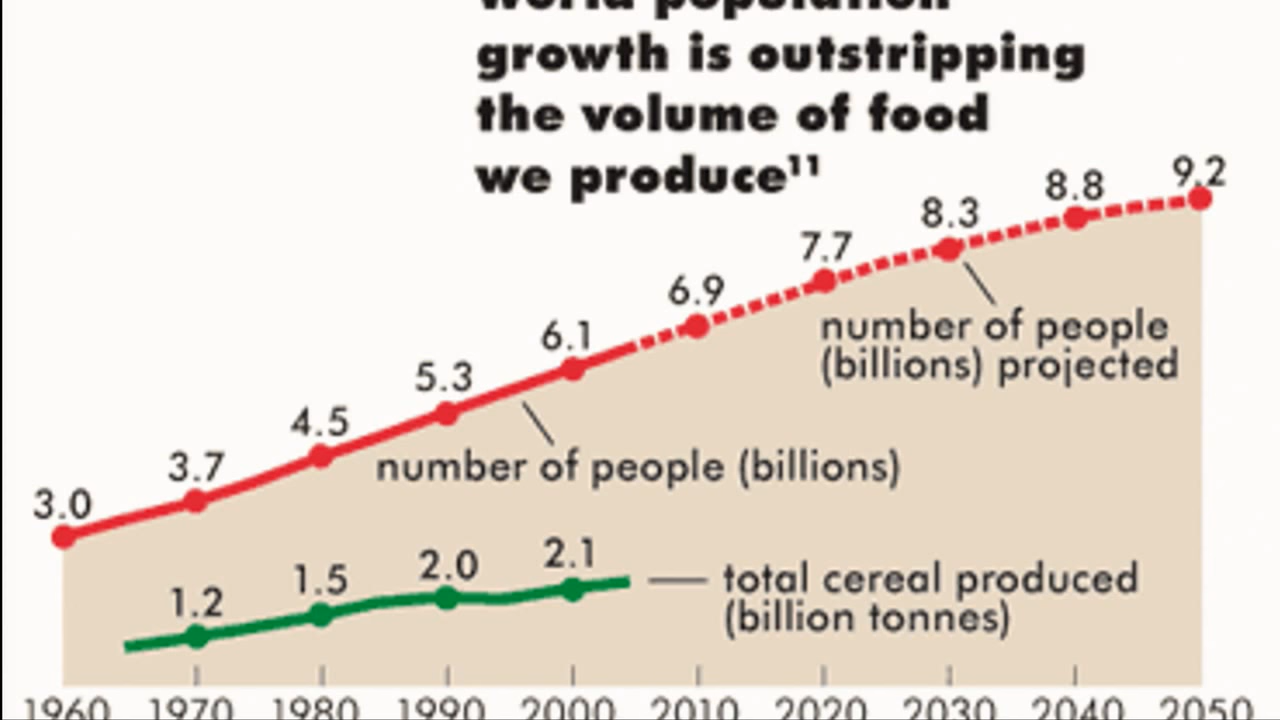 world population
growth is outstripping
the volume of food
we produce¹¹
9.2
8.8
8.3
7.7
6.9
6.1
5.3
4.5
3.7
3.0
number of people
(billions) projected
number of people (billions)
2.1
2.0
1.5
1.2
total cereal produced
(billion tonnes)
1960 1970 1980 1990 2000 2010 2020 2030 2040 2050